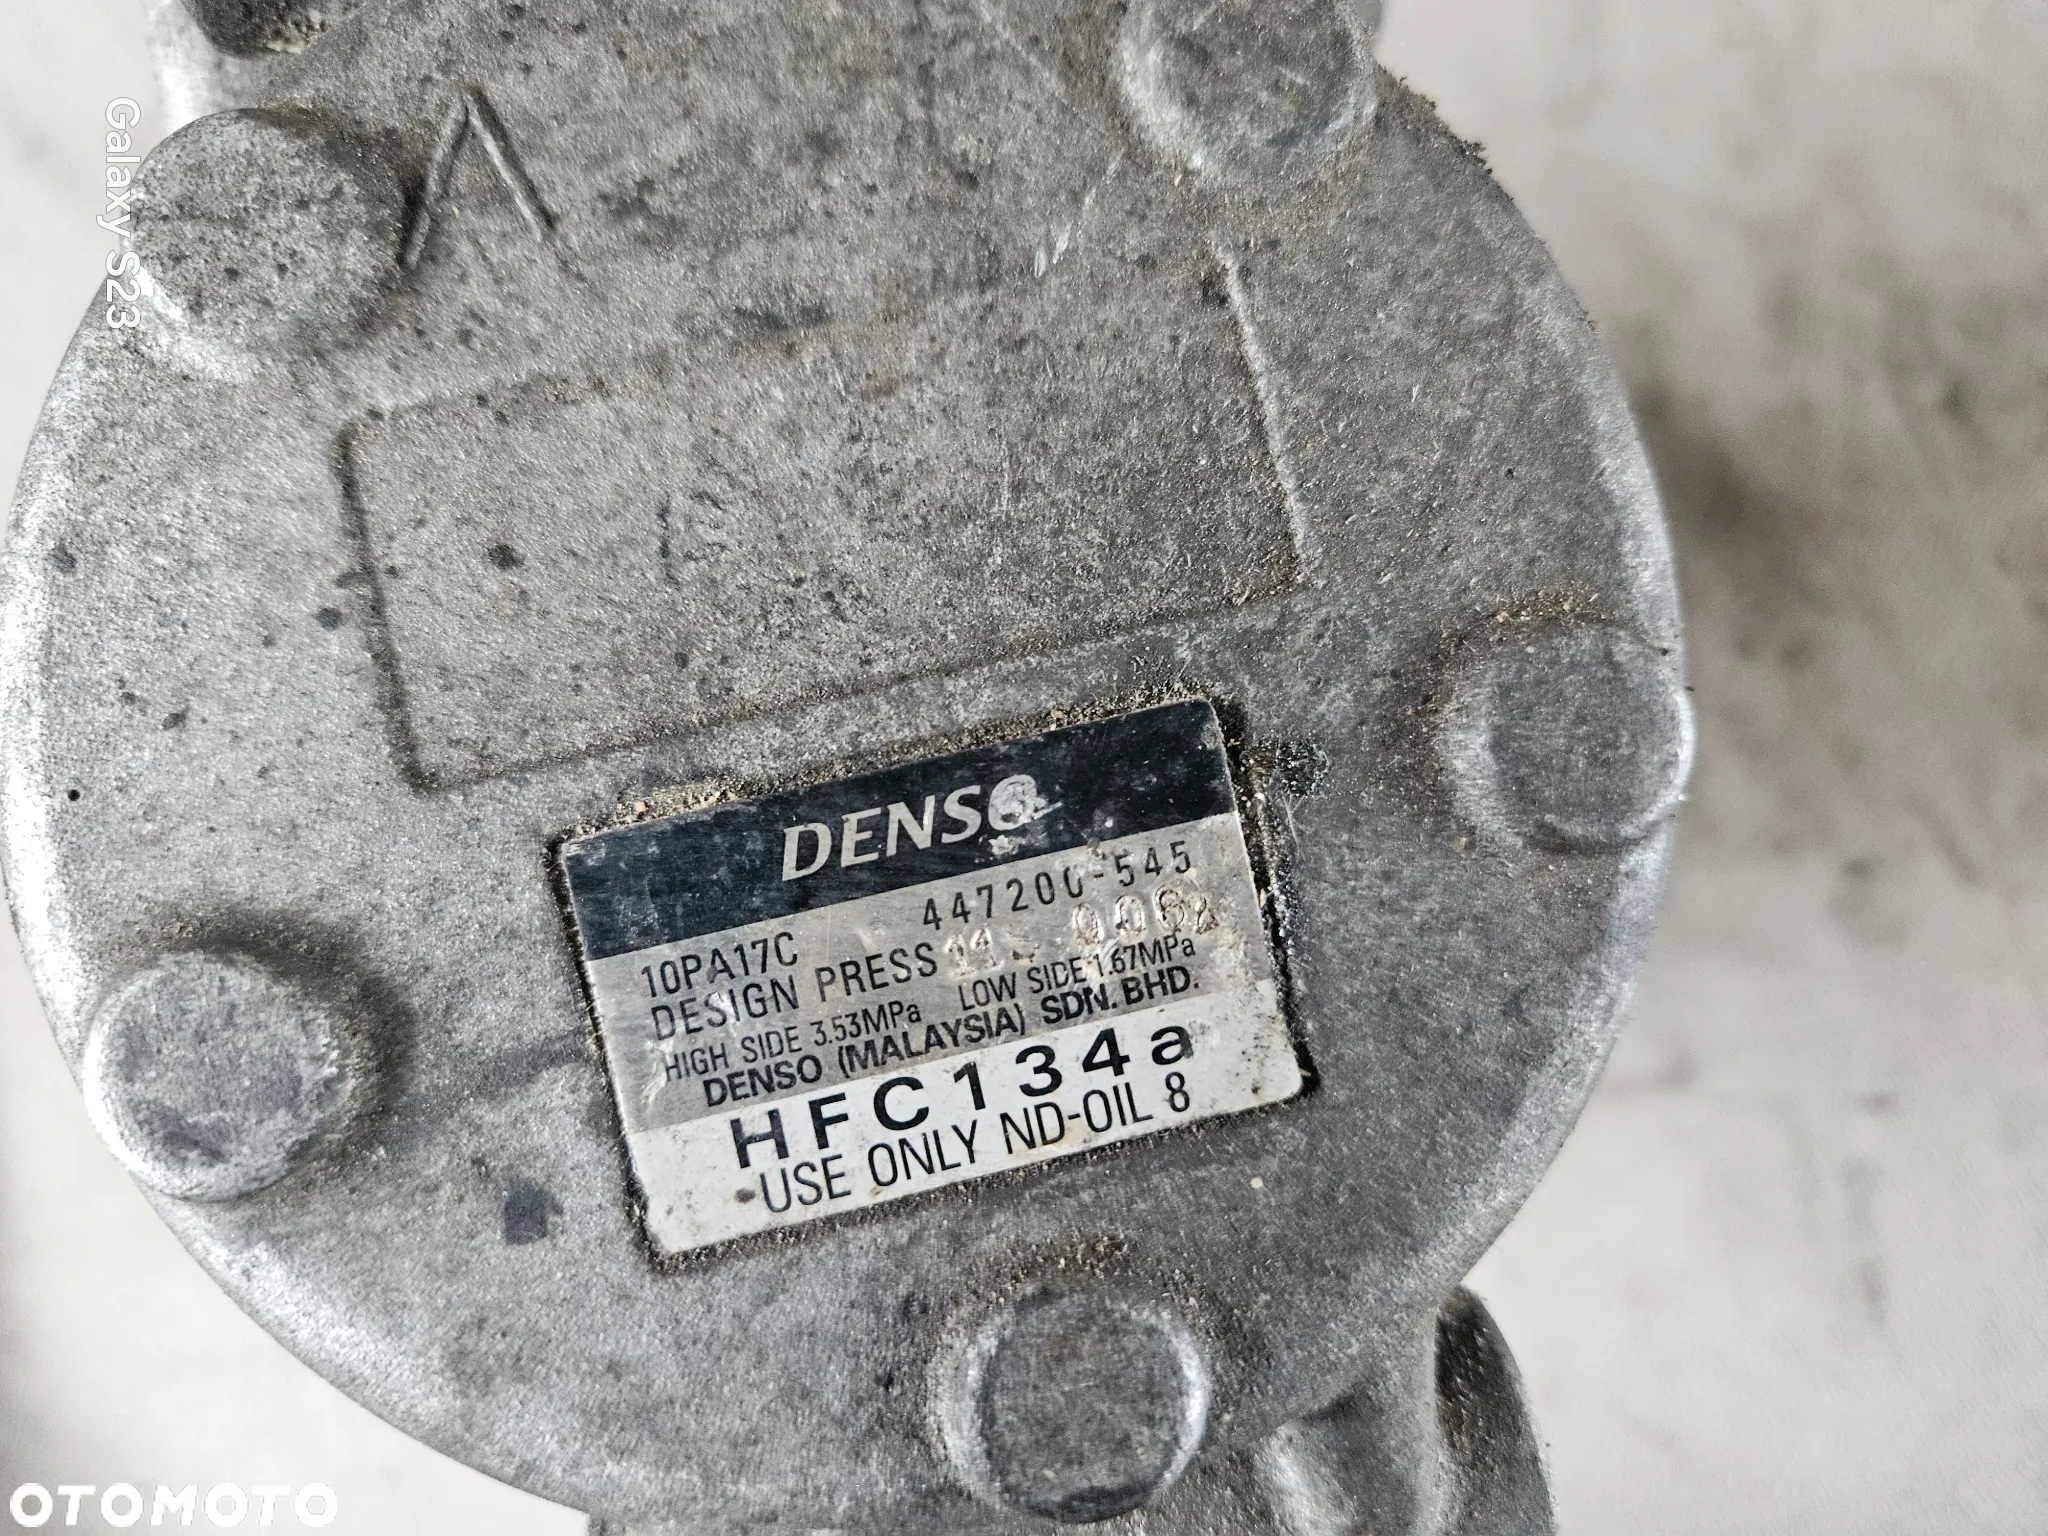 Galaxy S23
DENSO
447200-545
10PA17C
DESIGN PRESS
HIGH SIDE 3.53MPa LOW SIDE 1.67MPa
DENSO (MALAYSIA) SDN. BHD.
HFC134a
USE ONLY ND-OIL 8
OTOMOTO